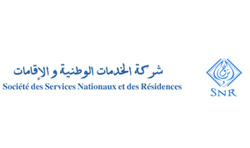 شركة الخدمات الوطنية و الإقامات
Société des Services Nationaux et des Résidences
SNR